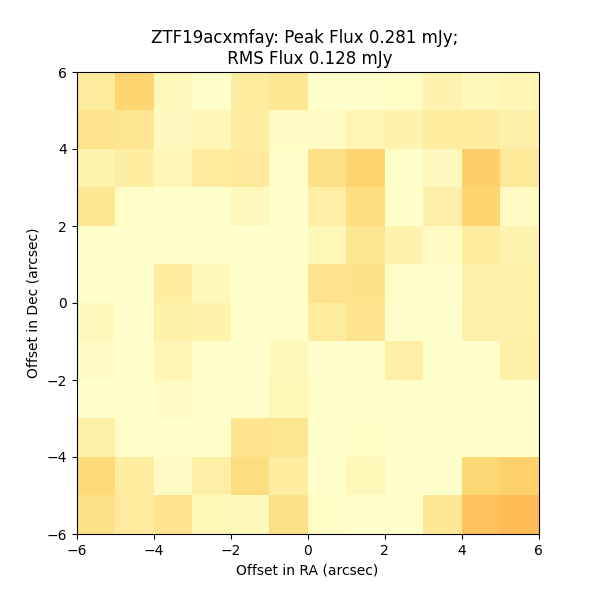 ZTF19acxmfay: Peak Flux 0.281 mJy;
RMS Flux 0.128 mJy
6
4
2
0
−2
−4
−6
Offset in Dec (arcsec)
−6 −4 −2 0 2 4 6
Offset in RA (arcsec)